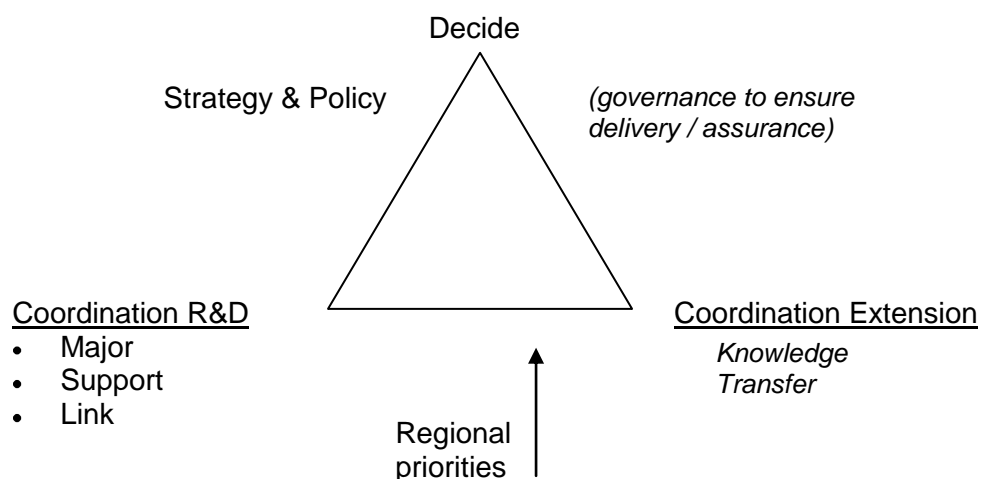 Decide
Strategy & Policy
(governance to ensure
delivery / assurance)
Coordination R&D
• Major
• Support
• Link
Coordination Extension
Knowledge
Transfer
Regional
priorities